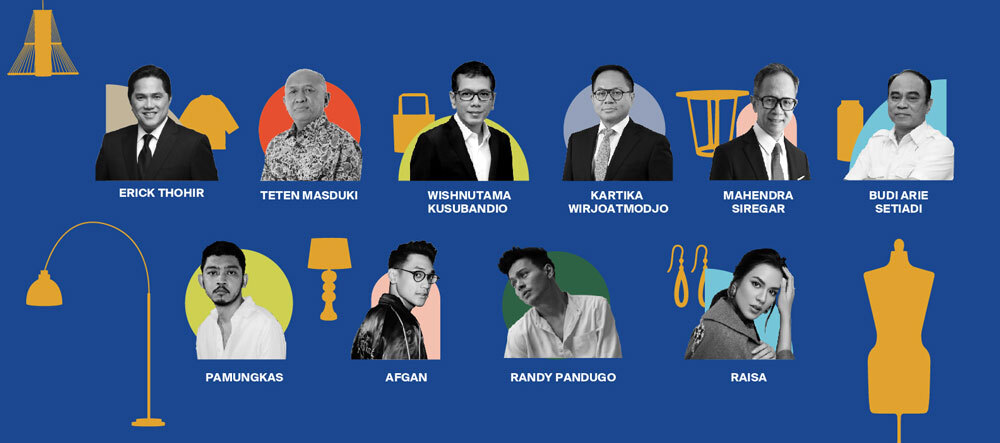 ERICK THOHIR
TETEN MASDUKI
WISHNUTAMA
KUSUBANDIO
KARTIKA
WIRJOATMODJO
MAHENDRA
SIREGAR
BUDI ARIE
SETIADI
PAMUNGKAS
AFGAN
RANDY PANDUGO
RAISA